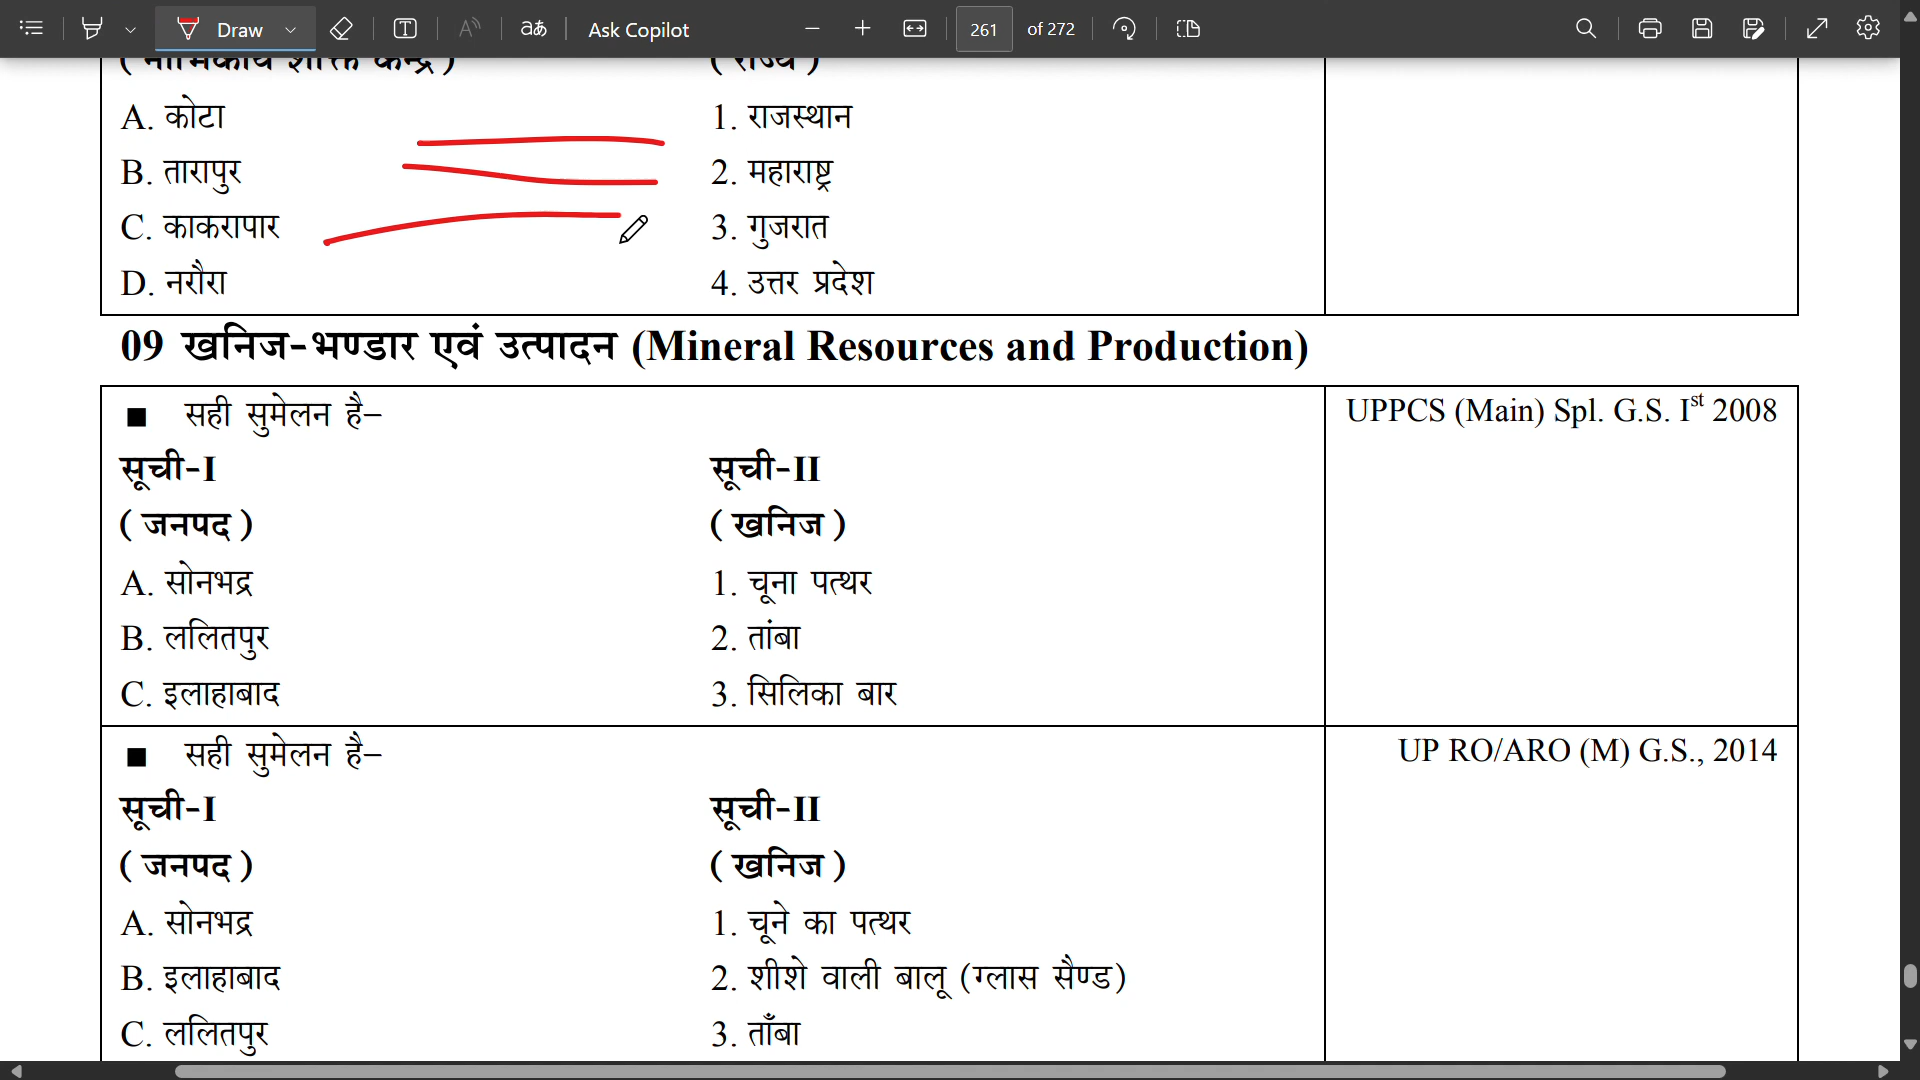 Draw
Ask Copilot
261 of 272
(नाभिकीय शक्ति केन्द्र) (राज्य)
A. कोटा 1. राजस्थान
B. तारापुर 2. महाराष्ट्र
C. काकरापार 3. गुजरात
D. नरौरा 4. उत्तर प्रदेश
09 खनिज-भण्डार एवं उत्पादन (Mineral Resources and Production)
■ सही सुमेलन है– UPPCS (Main) Spl. G.S. Ist 2008
सूची-I सूची-II
(जनपद) (खनिज)
A. सोनभद्र 1. चूना पत्थर
B. ललितपुर 2. तांबा
C. इलाहाबाद 3. सिलिका बार
■ सही सुमेलन है– UP RO/ARO (M) G.S., 2014
सूची-I सूची-II
(जनपद) (खनिज)
A. सोनभद्र 1. चूने का पत्थर
B. इलाहाबाद 2. शीशे वाली बालू (ग्लास सैण्ड)
C. ललितपुर 3. ताँबा